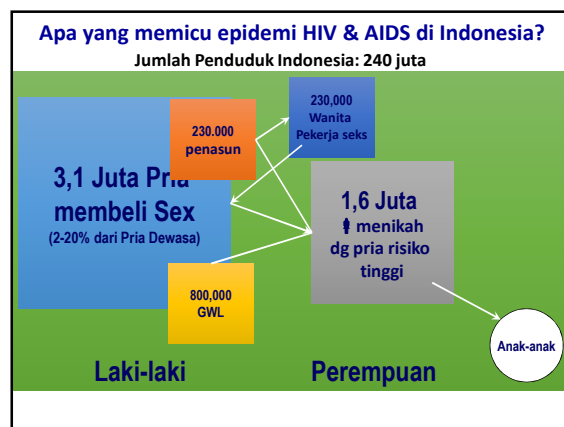 Apa yang memicu epidemi HIV & AIDS di Indonesia?
Jumlah Penduduk Indonesia: 240 juta
230.000
penasun
230,000
Wanita
Pekerja seks
3,1 Juta Pria
membeli Sex
(2-20% dari Pria Dewasa)
1,6 Juta
menikah
dg pria risiko
tinggi
800,000
GWL
Anak-anak
Laki-laki
Perempuan